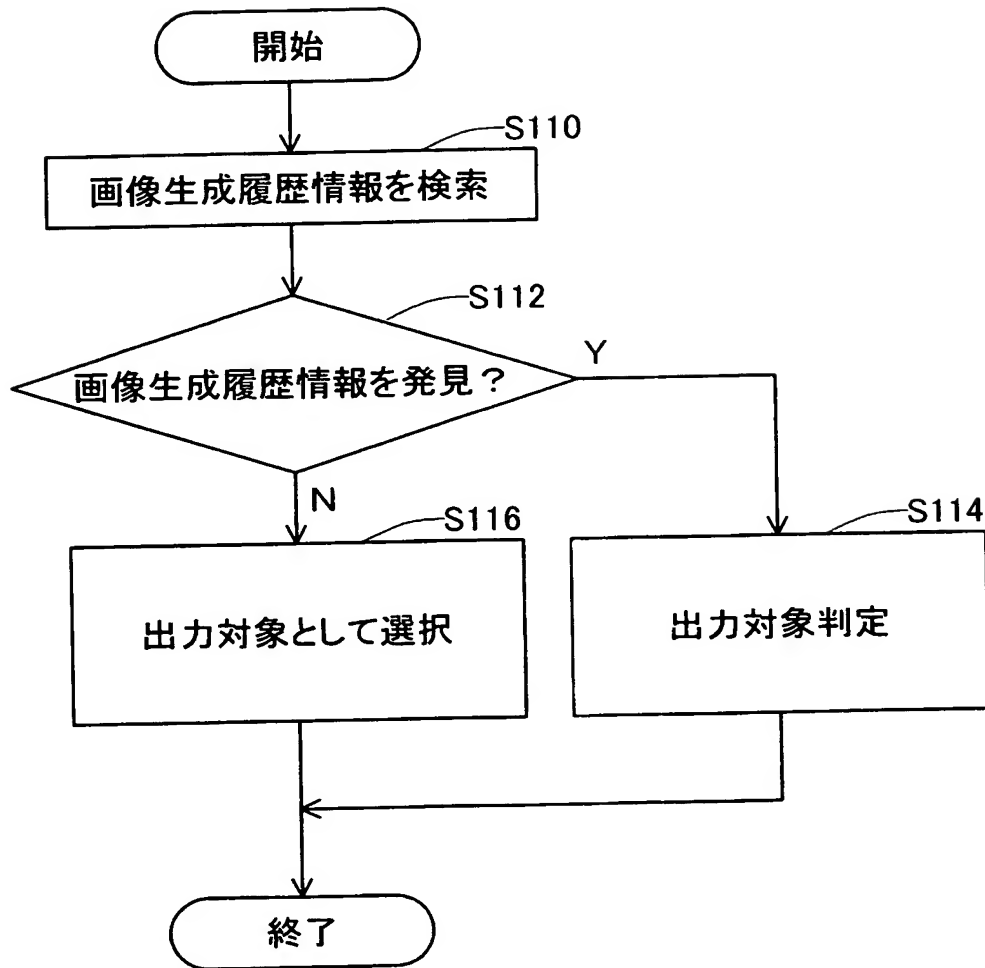 開始
S110
画像生成履歴情報を検索
S112
画像生成履歴情報を発見?
Y
N
S116
出力対象として選択
S114
出力対象判定
終了